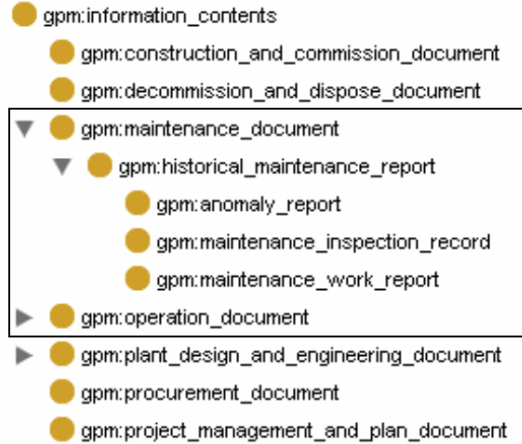 gpm:information_contents
gpm:construction_and_commission_document
gpm:decommission_and_dispose_document
gpm:maintenance_document
gpm:historical_maintenance_report
gpm:anomaly_report
gpm:maintenance_inspection_record
gpm:maintenance_work_report
gpm:operation_document
gpm:plant_design_and_engineering_document
gpm:procurement_document
gpm:project_management_and_plan_document